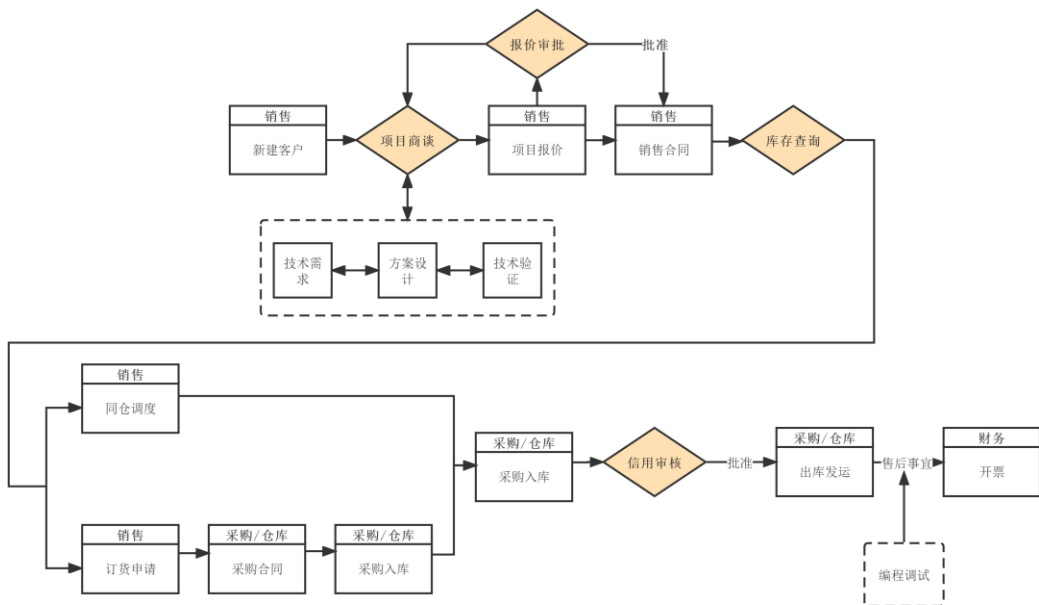 报价审批
批准
销售
新建客户
项目商谈
销售
项目报价
销售
销售合同
库存查询
技术需
求
方案设
计
技术验
证
销售
同仓调度
采购/仓库
采购入库
信用审核
批准
采购/仓库
出库发运
售后事宜
财务
开票
销售
订货申请
采购/仓库
采购合同
采购/仓库
采购入库
编程调试